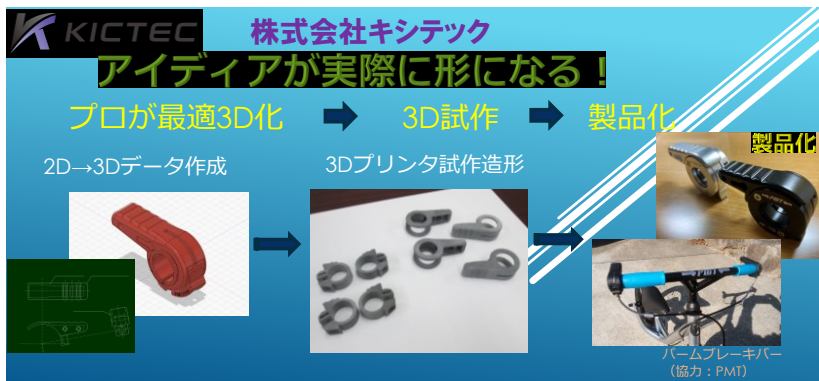 KICTEC
株式会社キシテック
アイディアが実際に形になる!
プロが最適3D化
3D試作
製品化
2D→3Dデータ作成
3Dプリンタ試作造形
製品化
PMT
パームブレーキバー
(協力:PMT)